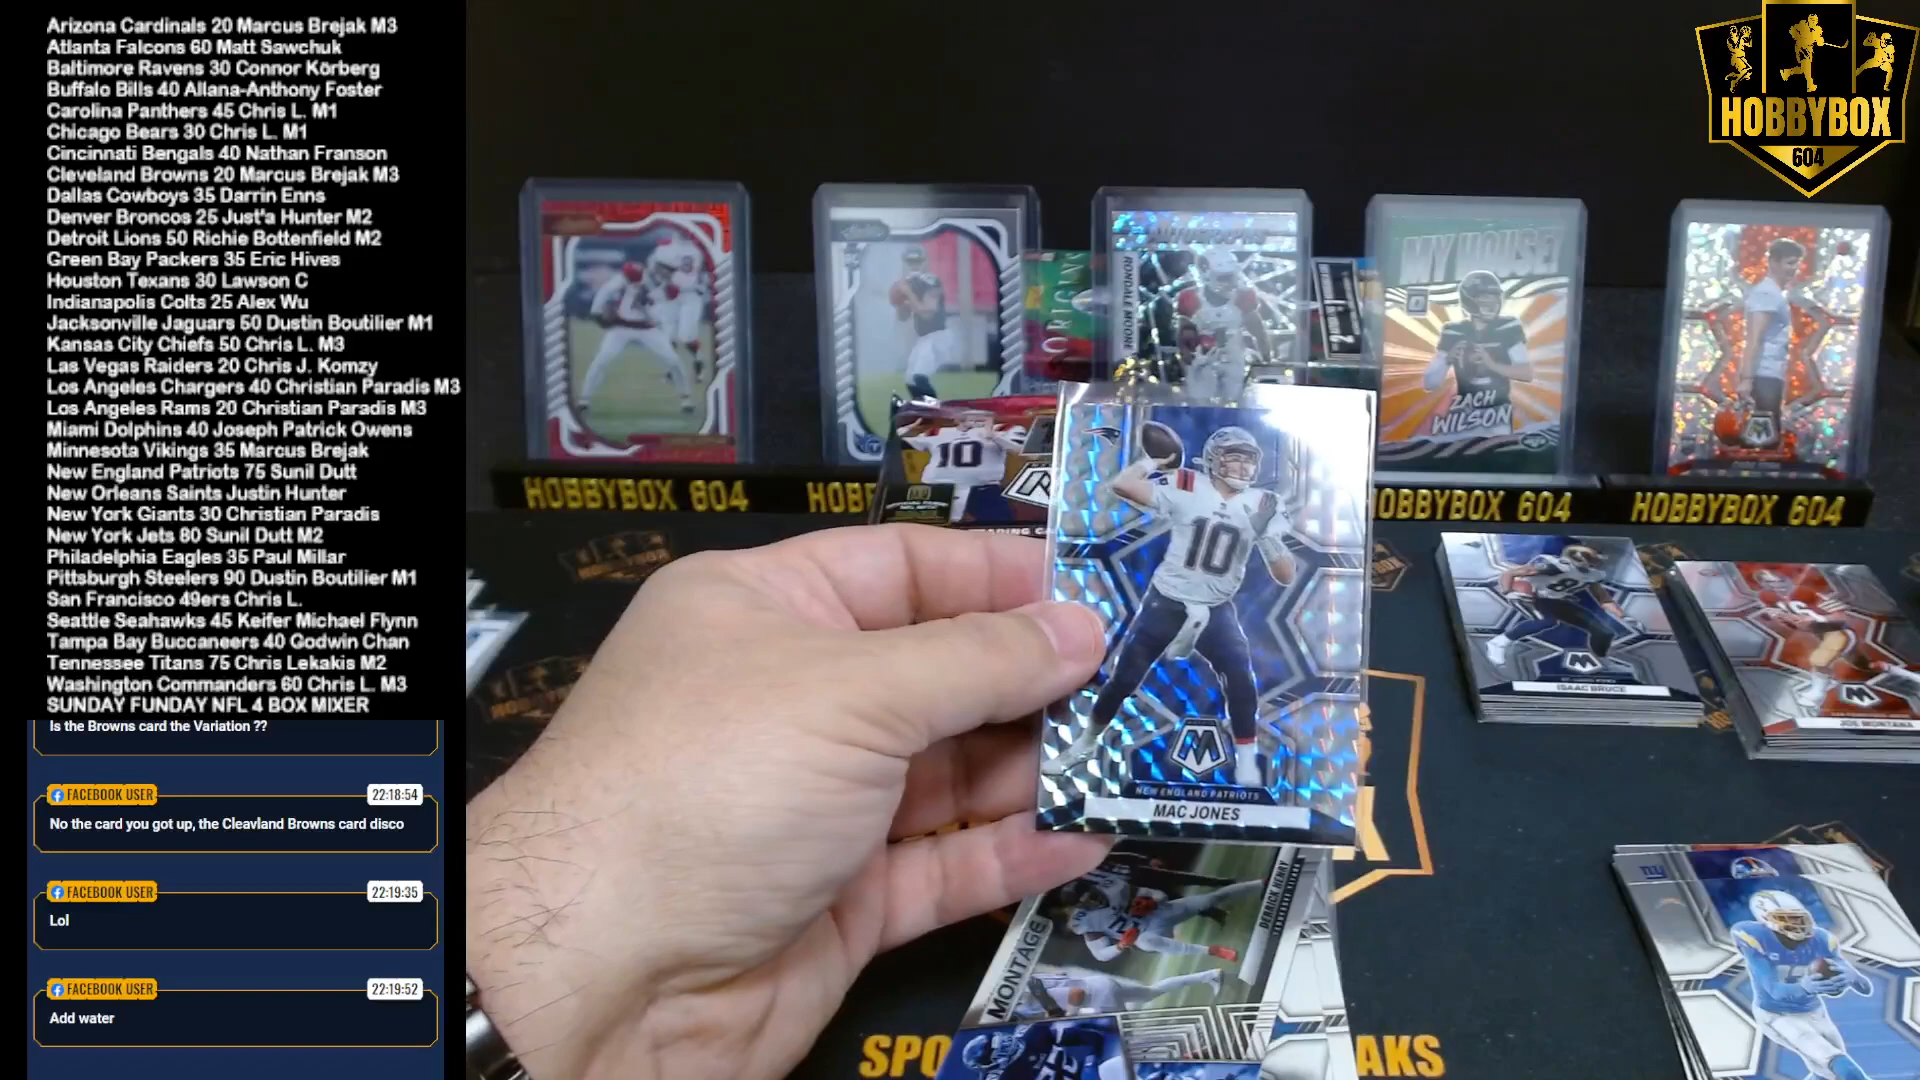 Arizona Cardinals 20 Marcus Brejak M3
Atlanta Falcons 60 Matt Sawchuk
Baltimore Ravens 30 Connor Körberg
Buffalo Bills 40 Allana-Anthony Foster
Carolina Panthers 45 Chris L. M1
Chicago Bears 30 Chris L. M1
Cincinnati Bengals 40 Nathan Franson
Cleveland Browns 20 Marcus Brejak M3
Dallas Cowboys 35 Darrin Enns
Denver Broncos 25 Just'a Hunter M2
Detroit Lions 50 Richie Bottenfield M2
Green Bay Packers 35 Eric Hives
Houston Texans 30 Lawson C
Indianapolis Colts 25 Alex Wu
Jacksonville Jaguars 50 Dustin Boutilier M1
Kansas City Chiefs 50 Chris L. M3
Las Vegas Raiders 20 Chris J. Komzy
Los Angeles Chargers 40 Christian Paradis M3
Los Angeles Rams 20 Christian Paradis M3
Miami Dolphins 40 Joseph Patrick Owens
Minnesota Vikings 35 Marcus Brejak
New England Patriots 75 Sunil Dutt
New Orleans Saints Justin Hunter
New York Giants 30 Christian Paradis
New York Jets 80 Sunil Dutt M2
Philadelphia Eagles 35 Paul Millar
Pittsburgh Steelers 90 Dustin Boutilier M1
San Francisco 49ers Chris L.
Seattle Seahawks 45 Keifer Michael Flynn
Tampa Bay Buccaneers 40 Godwin Chan
Tennessee Titans 75 Chris Lekakis M2
Washington Commanders 60 Chris L. M3
SUNDAY FUNDAY NFL 4 BOX MIXER
Is the Browns card the Variation ??
FACEBOOK USER 22:18:54
No the card you got up, the Cleavland Browns card disco
FACEBOOK USER 22:19:35
Lol
FACEBOOK USER 22:19:52
Add water
HOBBYBOX
604
RONDALE MOORE
ORIGINS
MY HOUSE!
ZACH
WILSON
HOBBYBOX 604
HOBB
HOBBYBOX 604
HOBBYBOX 604
10
10
M
NEW ENGLAND PATRIOTS
MAC JONES
M
ISAAC BRUCE
M
JOE MONTANA
MONTAGE
DERRICK HENRY
NY
SPO
AKS